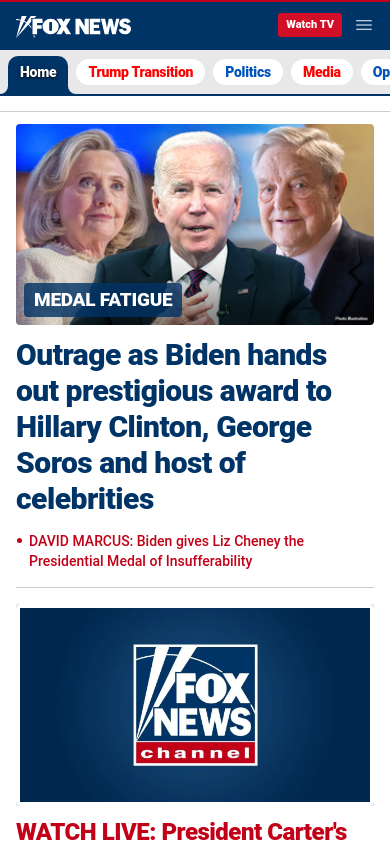 FOX NEWS
Watch TV
Home
Trump Transition
Politics
Media
Op
MEDAL FATIGUE
Photo Illustration
Outrage as Biden hands
out prestigious award to
Hillary Clinton, George
Soros and host of
celebrities
DAVID MARCUS: Biden gives Liz Cheney the
Presidential Medal of Insufferability
FOX
NEWS
channel
WATCH LIVE: President Carter's